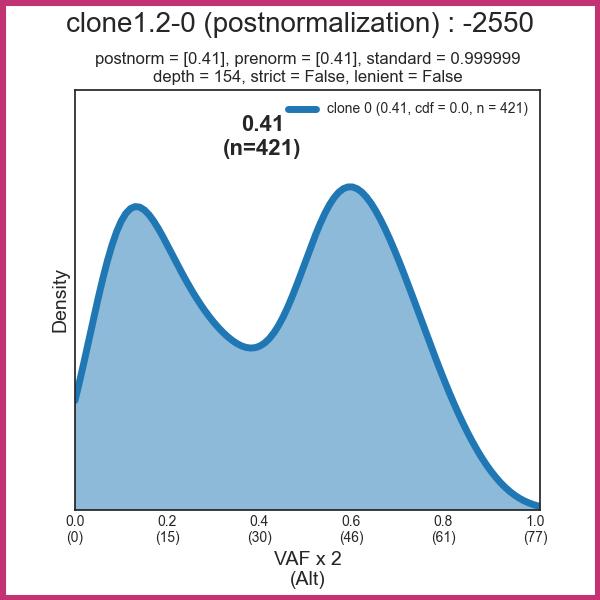 clone1.2-0 (postnormalization) : -2550
postnorm = [0.41], prenorm = [0.41], standard = 0.999999
depth = 154, strict = False, lenient = False
clone 0 (0.41, cdf = 0.0, n = 421)
0.41
(n=421)
Density
0.0 0.2 0.4 0.6 0.8 1.0
(0) (15) (30) (46) (61) (77)
VAF x 2
(Alt)